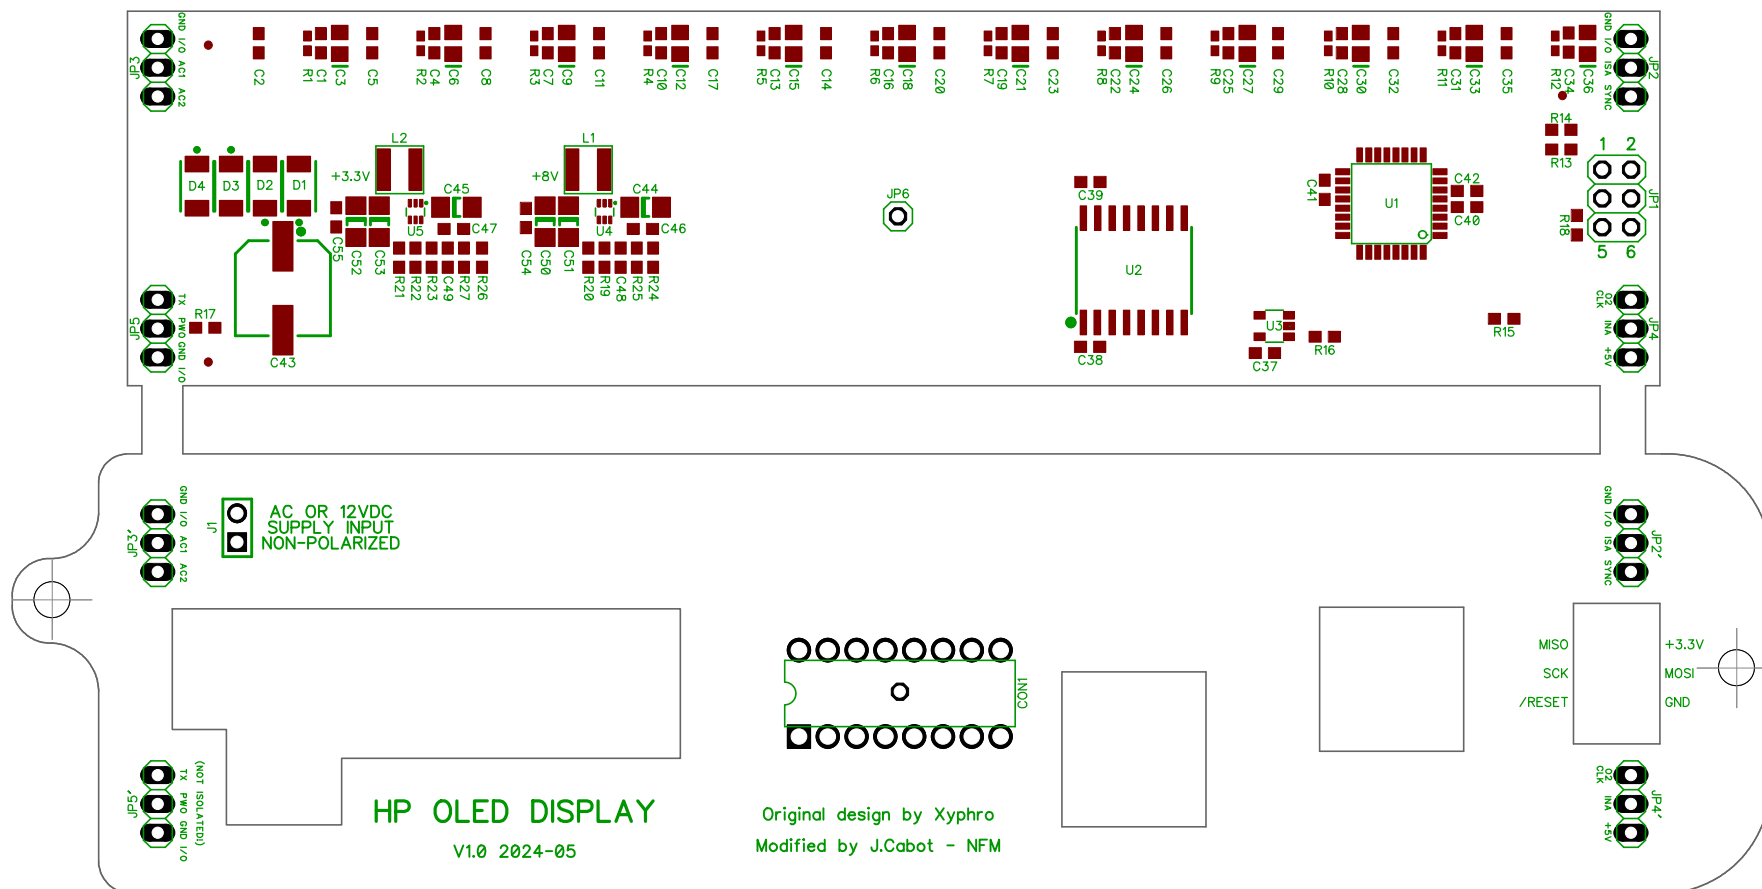 GND I/O AC1 AC2
JP3
C2
R1
C1
C3
C5
R2
C4
C6
C8
R3
C7
C9
C11
R4
C10
C12
C17
R5
C13
C15
C14
R6
C16
C18
C20
R7
C19
C21
C23
R8
C22
C24
C26
R9
C25
C27
C29
R10
C28
C30
C32
R11
C31
C33
C35
R12
C34
C36
GND I/O ISA SYNC
JP2
R14
R13
1 2
JP1
R18
5 6
L2
+3.3V
L1
+8V
D4
D3
D2
D1
C45
C44
U5
C47
U4
C46
C55
C52
C53
R21
R22
R23
C49
R27
R26
C54
C50
C51
R20
R19
C48
R25
R24
JP6
C39
U2
C38
C41
U1
C42
C40
U3
C37
R16
R15
TX PWO GND I/O
JP5
R17
C43
O2 CLK INA +5V
JP4
GND I/O AC1 AC2
JP3'
J1
AC OR 12VDC
SUPPLY INPUT
NON-POLARIZED
GND I/O ISA SYNC
JP2'
MISO +3.3V
SCK MOSI
/RESET GND
CON1
TX PWO GND I/O
(NOT ISOLATED!)
JP5'
HP OLED DISPLAY
V1.0 2024-05
Original design by Xyphro
Modified by J.Cabot - NFM
O2 CLK INA +5V
JP4'